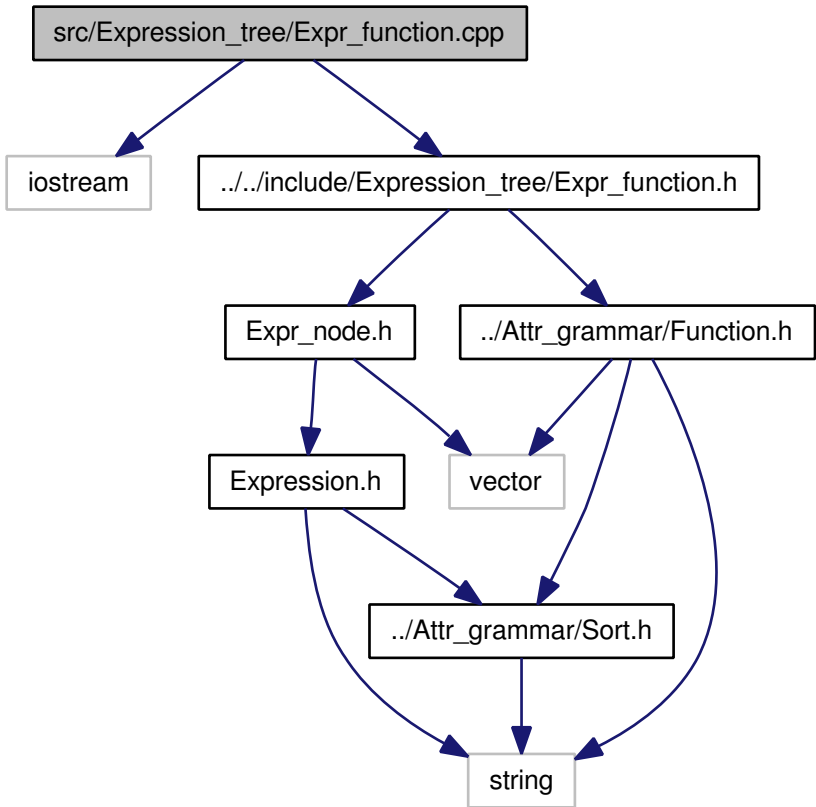 src/Expression_tree/Expr_function.cpp
iostream
../../include/Expression_tree/Expr_function.h
Expr_node.h
../Attr_grammar/Function.h
Expression.h
vector
../Attr_grammar/Sort.h
string